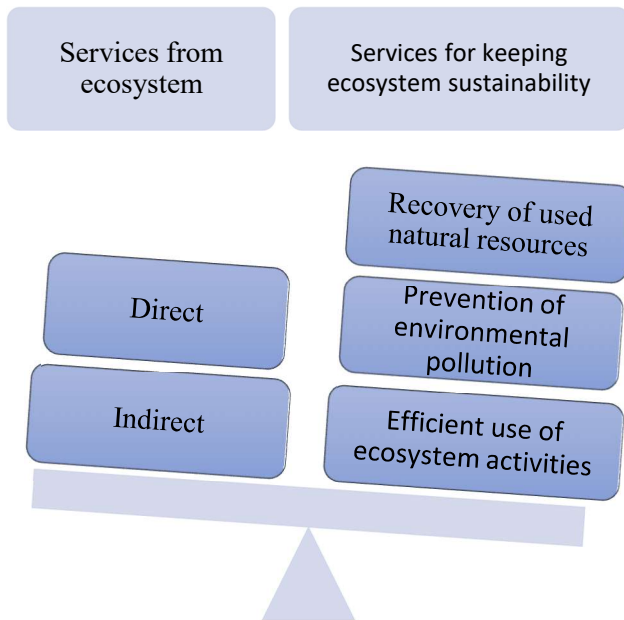 Services from
ecosystem
Services for keeping
ecosystem sustainability
Direct
Indirect
Recovery of used
natural resources
Prevention of
environmental
pollution
Efficient use of
ecosystem activities